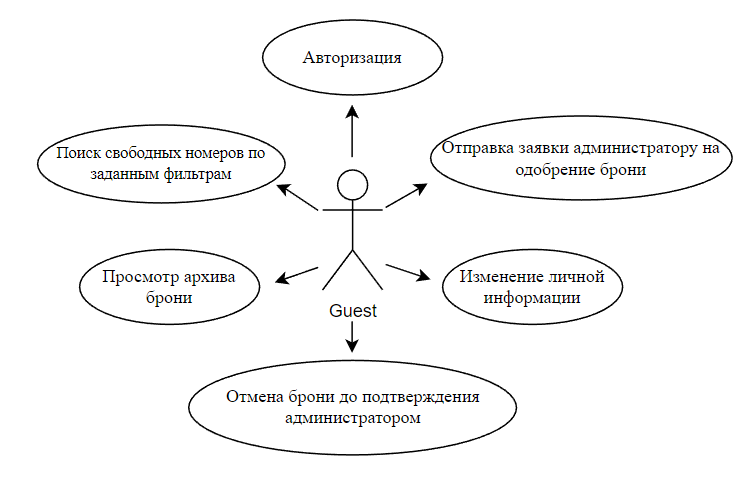 Авторизация
Поиск свободных номеров по
заданным фильтрам
Отправка заявки администратору на
одобрение брони
Просмотр архива
брони
Изменение личной
информации
Guest
Отмена брони до подтверждения
администратором